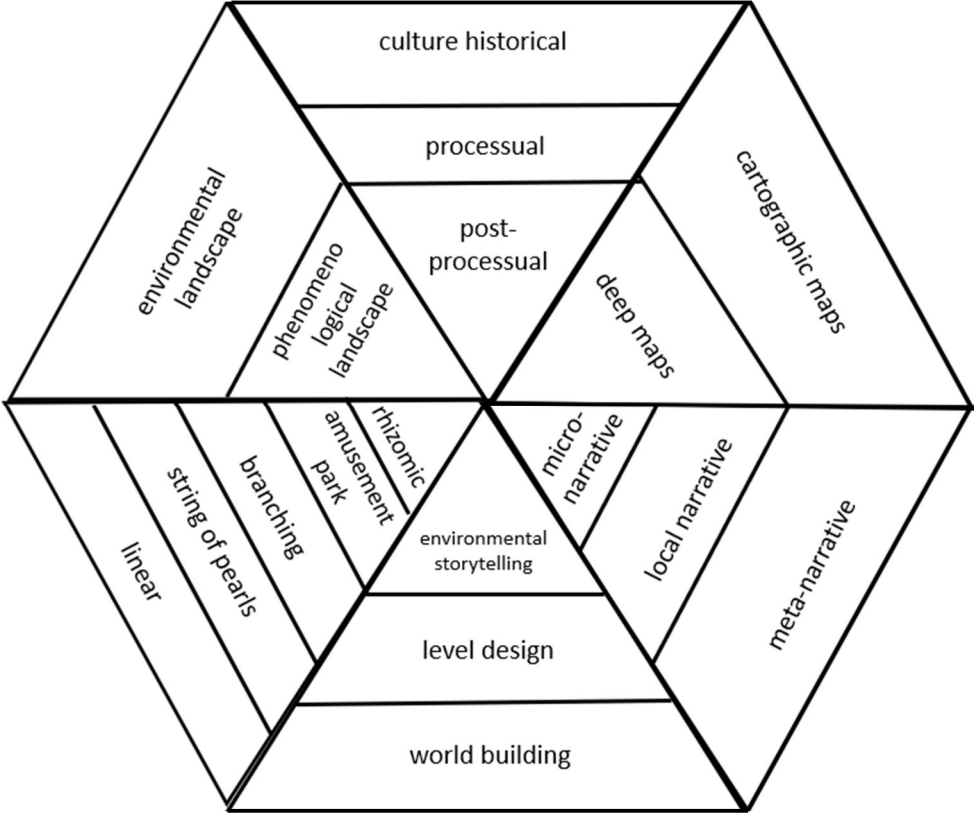 culture historical
processual
post-
processual
environmental
landscape
phenomeno
logical
landscape
deep maps
cartographic maps
linear
string of pearls
branching
amusement
park
rhizomic
micro-
narrative
local narrative
meta-narrative
environmental
storytelling
level design
world building